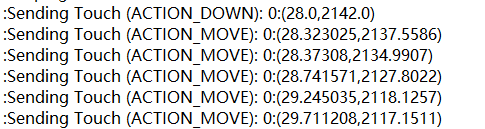 :Sending Touch (ACTION_DOWN): 0:(28.0,2142.0)
:Sending Touch (ACTION_MOVE): 0:(28.323025,2137.5586)
:Sending Touch (ACTION_MOVE): 0:(28.37308,2134.9907)
:Sending Touch (ACTION_MOVE): 0:(28.741571,2127.8022)
:Sending Touch (ACTION_MOVE): 0:(29.245035,2118.1257)
:Sending Touch (ACTION_MOVE): 0:(29.711208,2117.1511)